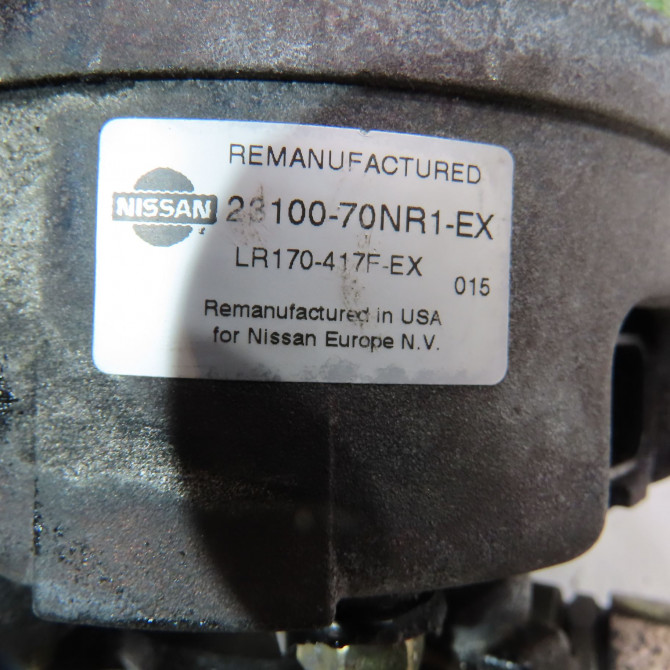 REMANUFACTURED
NISSAN 23100-70NR1-EX
LR170-417F-EX
015
Remanufactured in USA
for Nissan Europe N.V.